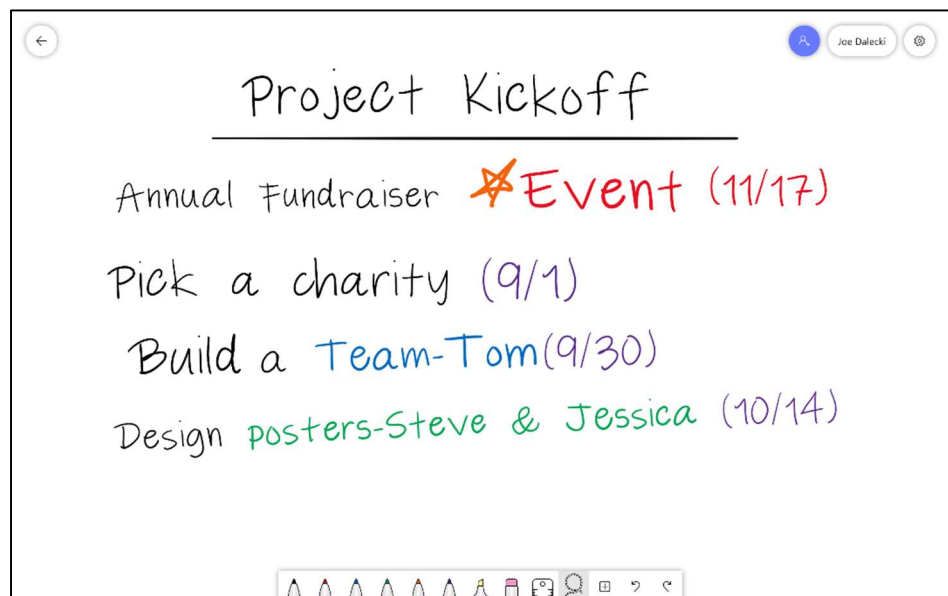 Joe Dalecki
Project Kickoff
Annual Fundraiser Event (11/17)
Pick a charity (9/1)
Build a Team-Tom (9/30)
Design posters-Steve & Jessica (10/14)